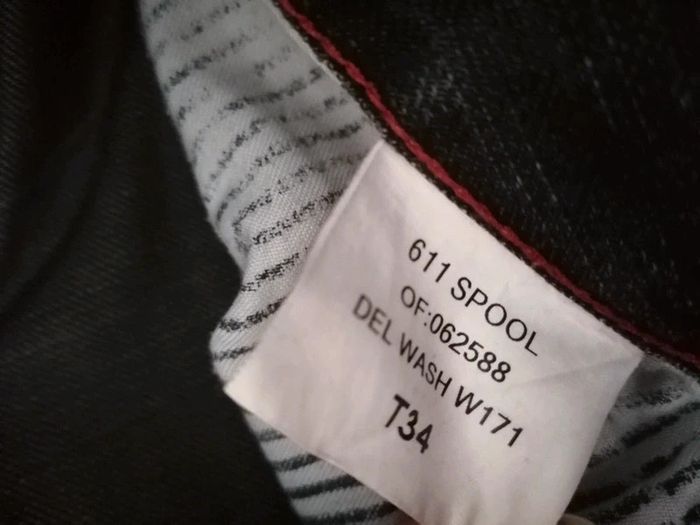 611 SPOOL
OF:062588
DEL WASH W171
T34